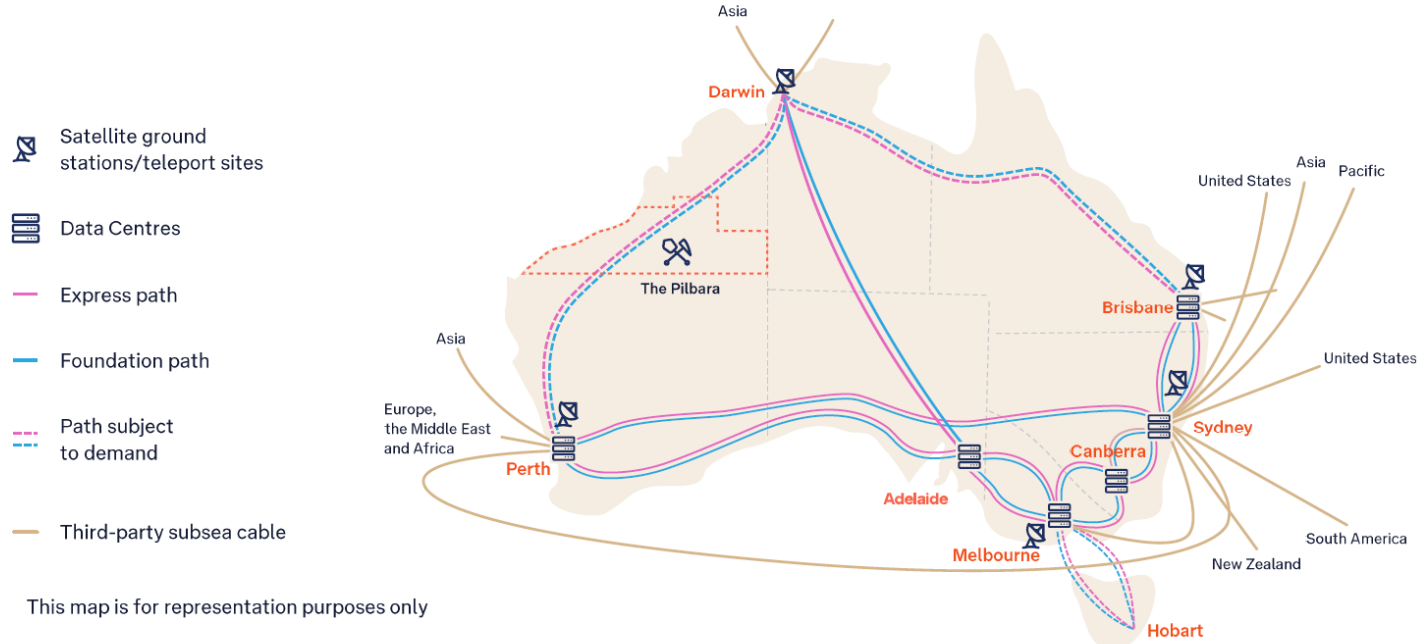 Satellite ground
stations/teleport sites
Data Centres
Express path
Foundation path
Path subject
to demand
Third-party subsea cable
This map is for representation purposes only
Asia
Darwin
The Pilbara
Brisbane
United States
Asia
Pacific
United States
Asia
Europe,
the Middle East
and Africa
Perth
Adelaide
Canberra
Sydney
Melbourne
Hobart
New Zealand
South America